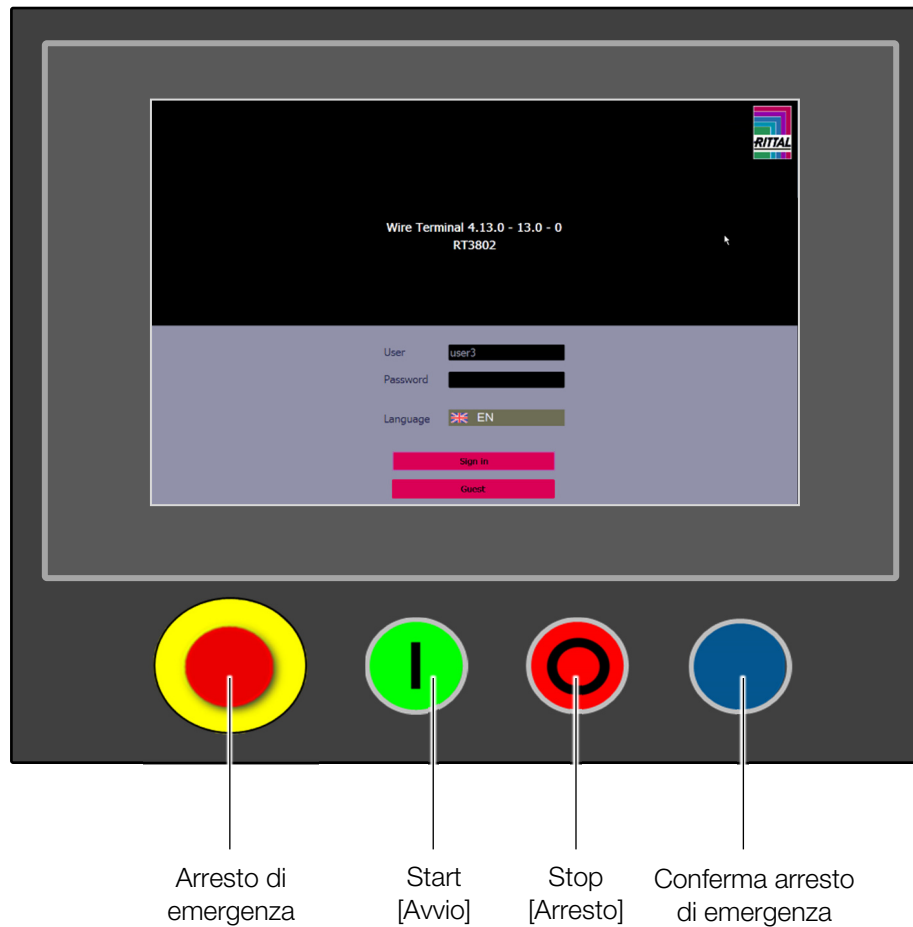 RITTAL
Wire Terminal 4.13.0 - 13.0 - 0
RT3802
User
user3
Password
Language
EN
Sign in
Guest
Arresto di
emergenza
Start
[Avvio]
Stop
[Arresto]
Conferma arresto
di emergenza